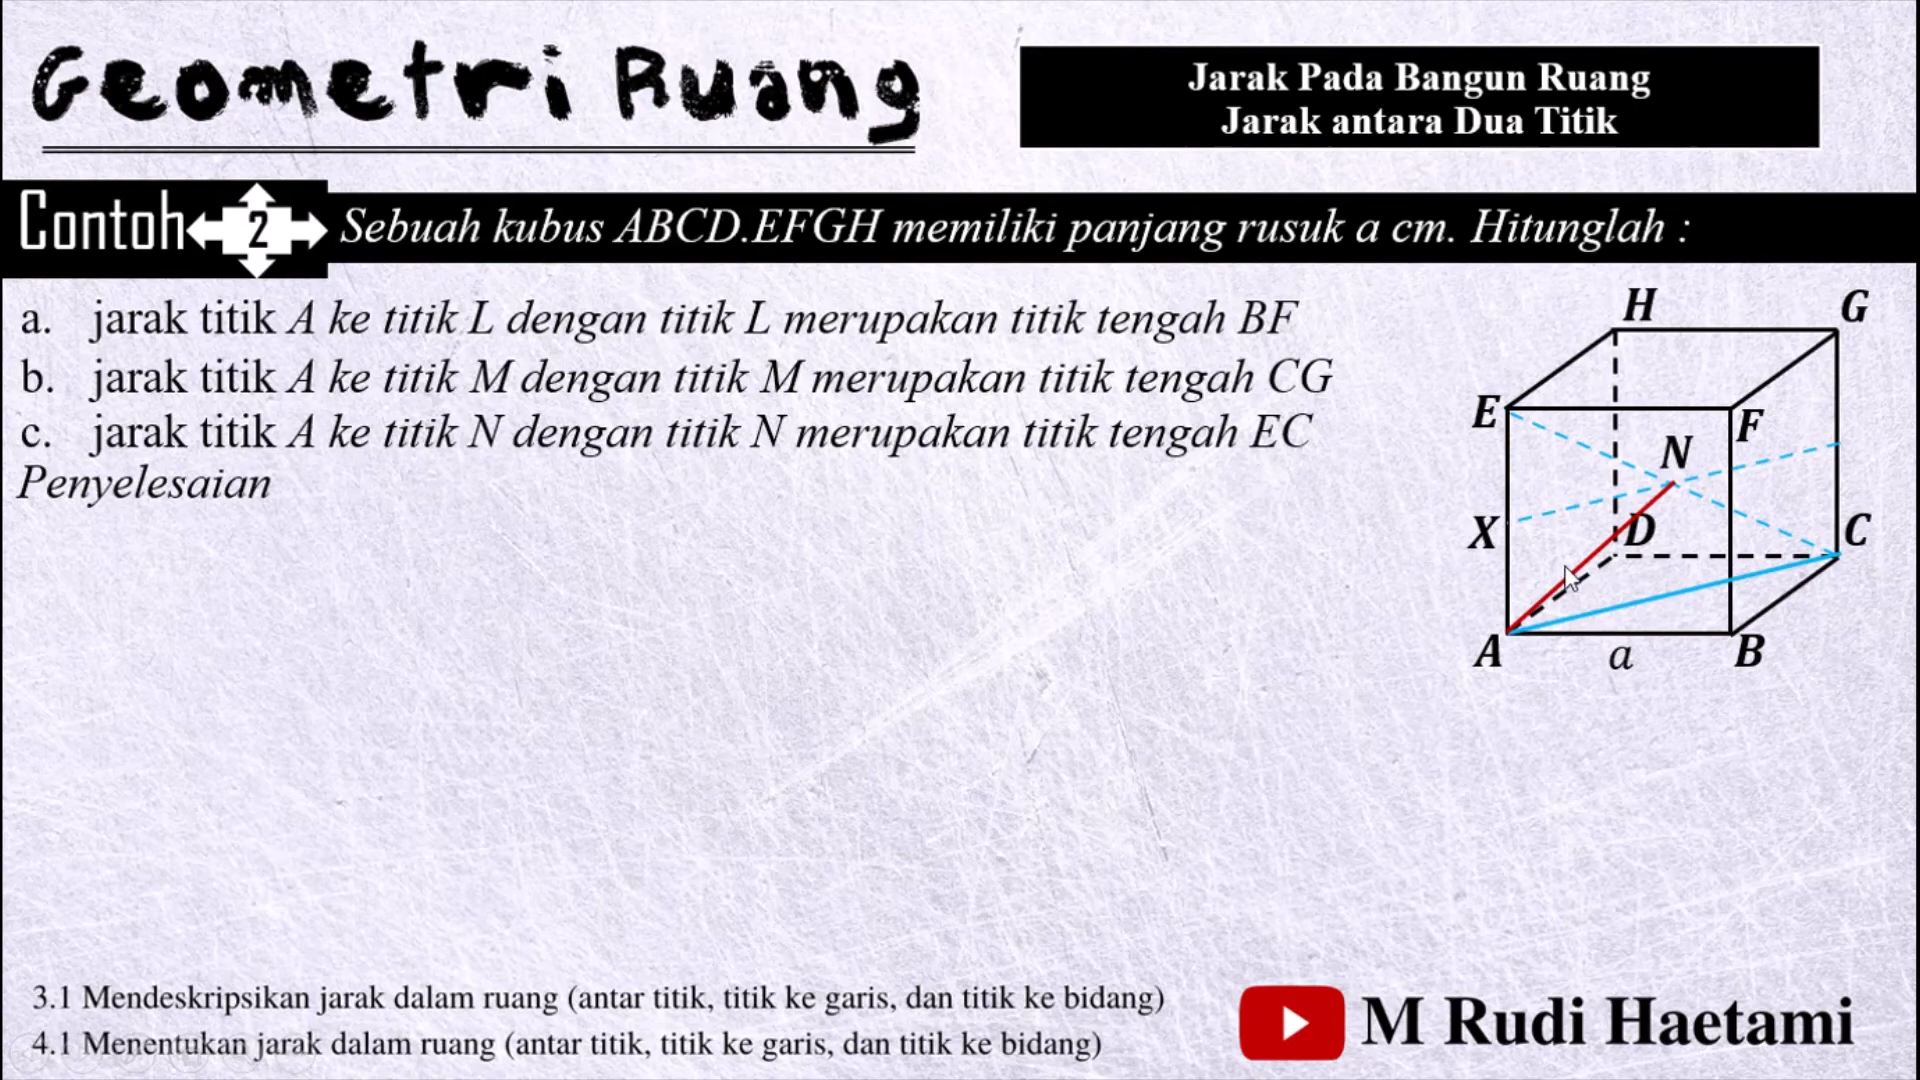 Geometri Ruang
Jarak Pada Bangun Ruang
Jarak antara Dua Titik
Contoh 2 Sebuah kubus ABCD.EFGH memiliki panjang rusuk a cm. Hitunglah :
a. jarak titik A ke titik L dengan titik L merupakan titik tengah BF
b. jarak titik A ke titik M dengan titik M merupakan titik tengah CG
c. jarak titik A ke titik N dengan titik N merupakan titik tengah EC
Penyelesaian
H G
E F
N
X D C
A a B
3.1 Mendeskripsikan jarak dalam ruang (antar titik, titik ke garis, dan titik ke bidang)
4.1 Menentukan jarak dalam ruang (antar titik, titik ke garis, dan titik ke bidang)
M Rudi Haetami